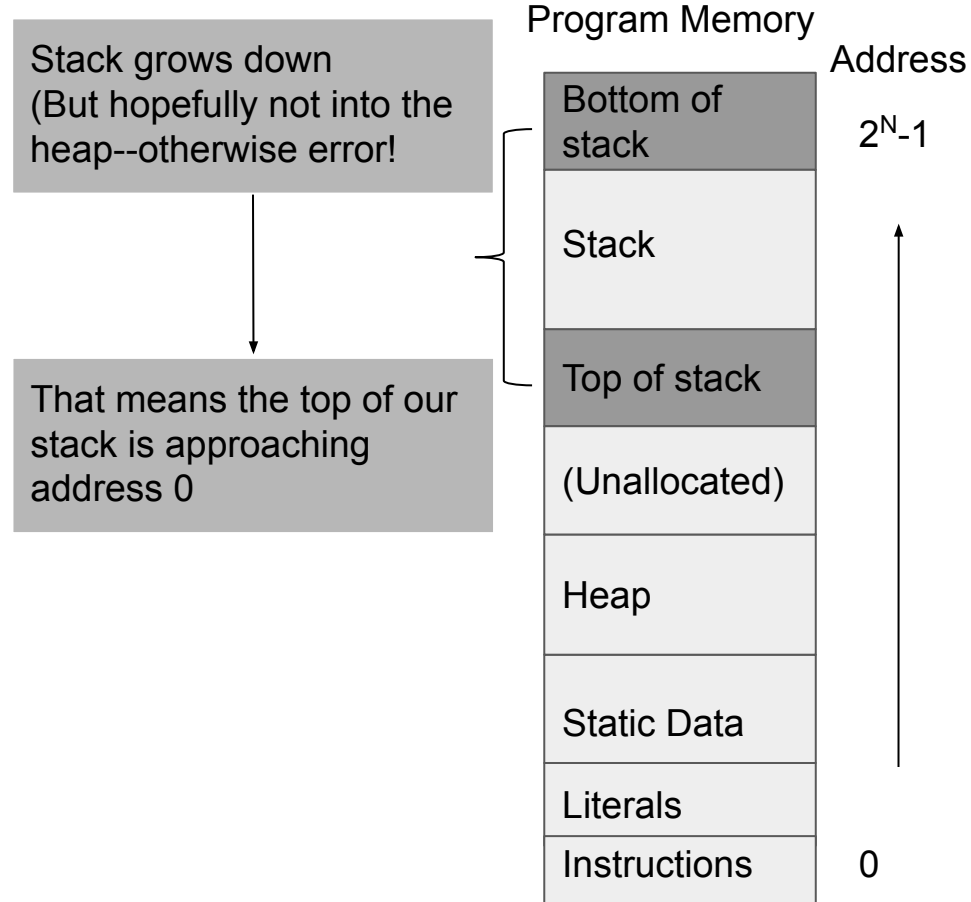 Program Memory
Address
Stack grows down
(But hopefully not into the
heap--otherwise error!
That means the top of our
stack is approaching
address 0
Bottom of
stack
Stack
Top of stack
(Unallocated)
Heap
Static Data
Literals
Instructions
2ᴺ-1
0